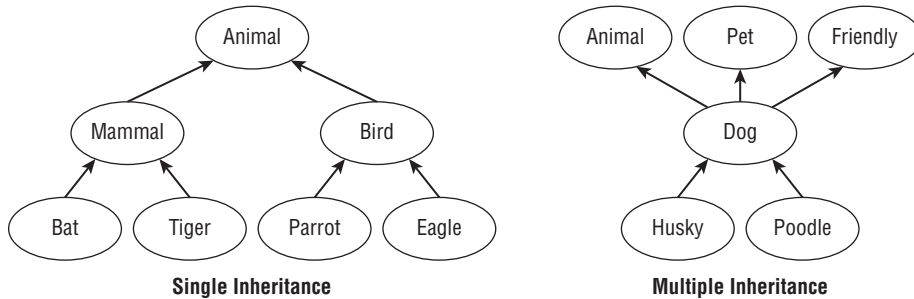 Animal
Mammal Bird
Bat Tiger Parrot Eagle
Single Inheritance
Animal Pet Friendly
Dog
Husky Poodle
Multiple Inheritance